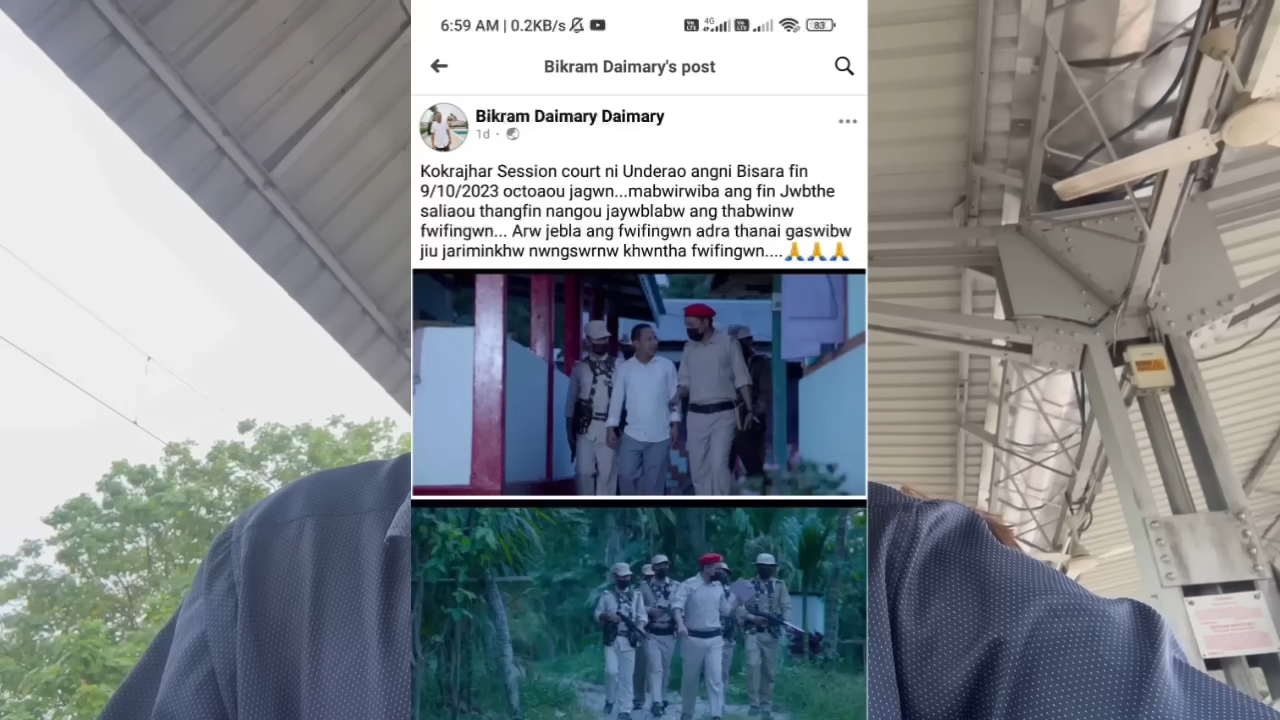 6:59 AM | 0.2KB/s
4G
83
Bikram Daimary's post
Bikram Daimary Daimary
1d ·
Kokrajhar Session court ni Underao angni Bisara fin
9/10/2023 octoaou jagwn...mabwirwiba ang fin Jwbthe
saliaou thangfin nangou jaywblabw ang thabwinw
fwifingwn... Arw jebla ang fwifingwn adra thanai gaswibw
jiu jariminkhw nwngswrnw khwntha fwifingwn....🙏🙏🙏